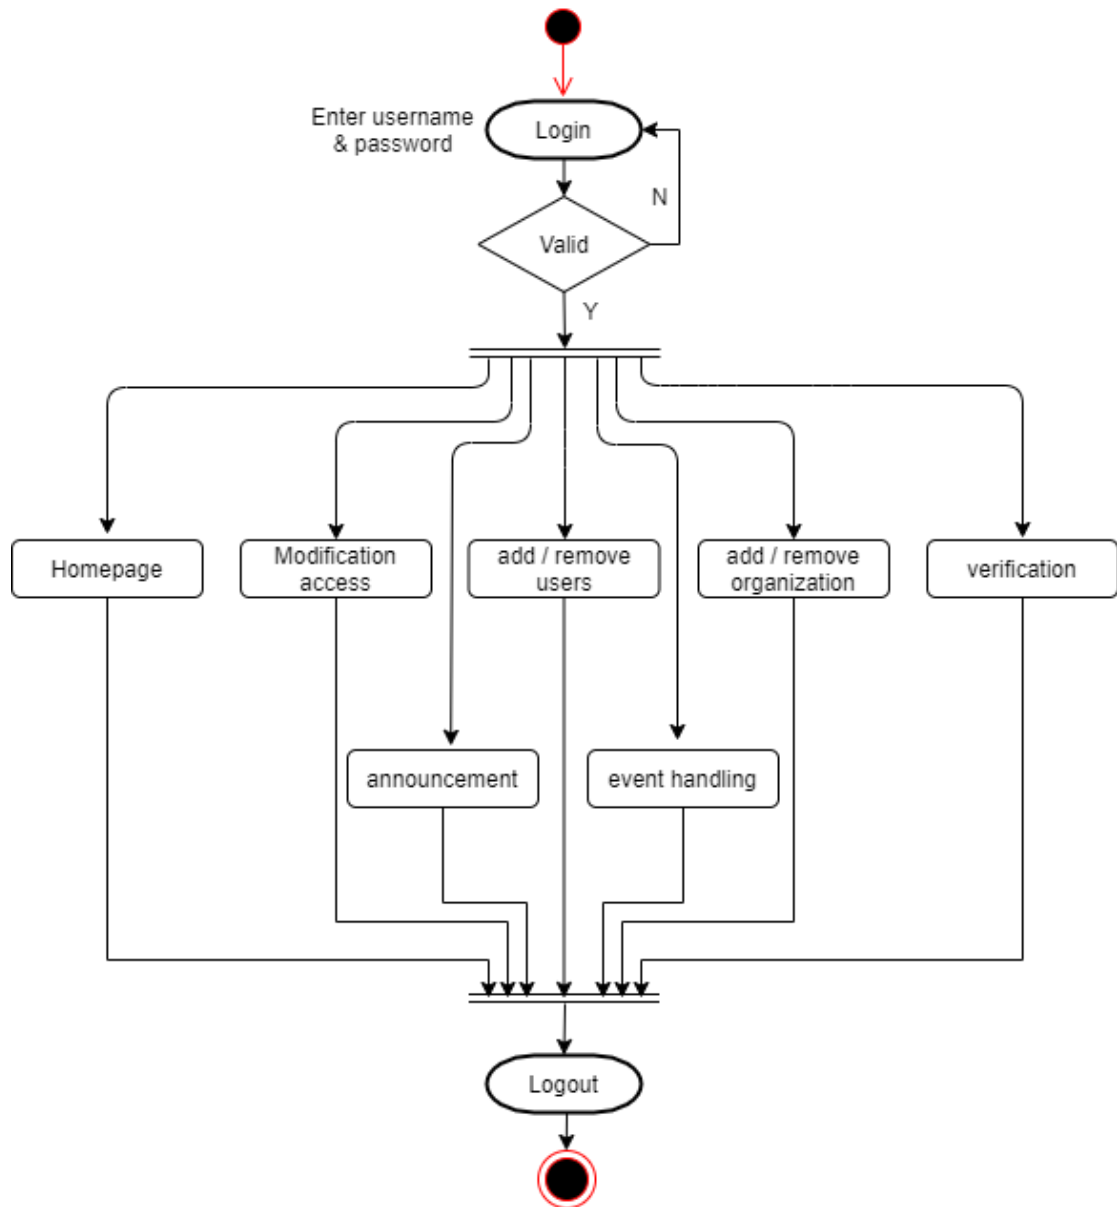 Enter username
& password
Login
N
Valid
Y
Homepage
Modification
access
add / remove
users
add / remove
organization
verification
announcement
event handling
Logout